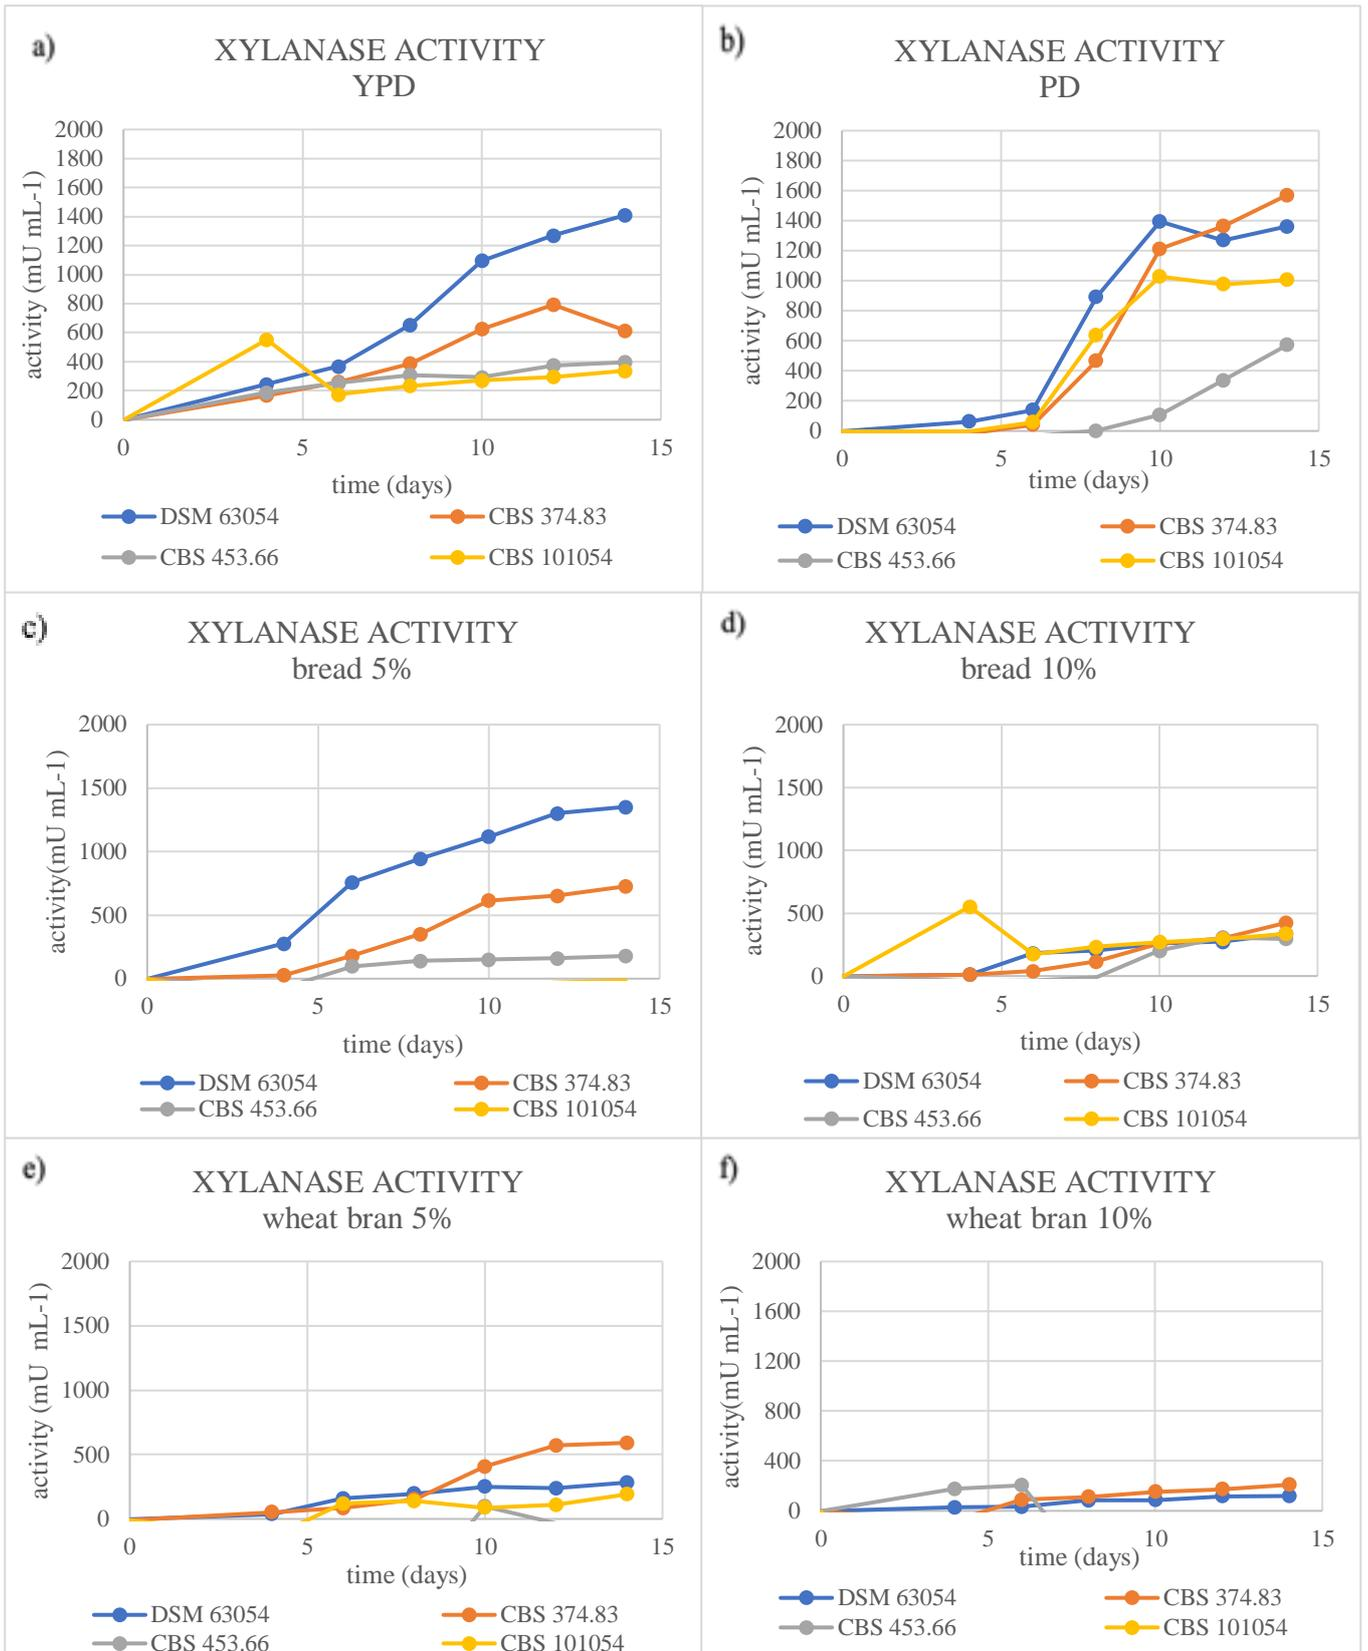 a)
XYLANASE ACTIVITY
YPD
2000
1800
1600
1400
1200
1000
800
600
400
200
0
activity (mU mL-1)
0 5 10 15
time (days)
DSM 63054 CBS 374.83
CBS 453.66 CBS 101054
b)
XYLANASE ACTIVITY
PD
2000
1800
1600
1400
1200
1000
800
600
400
200
0
activity (mU mL-1)
0 5 10 15
time (days)
DSM 63054 CBS 374.83
CBS 453.66 CBS 101054
c)
XYLANASE ACTIVITY
bread 5%
2000
1500
1000
500
0
activity(mU mL-1)
0 5 10 15
time (days)
DSM 63054 CBS 374.83
CBS 453.66 CBS 101054
d)
XYLANASE ACTIVITY
bread 10%
2000
1500
1000
500
0
activity (mU mL-1)
0 5 10 15
time (days)
DSM 63054 CBS 374.83
CBS 453.66 CBS 101054
e)
XYLANASE ACTIVITY
wheat bran 5%
2000
1500
1000
500
0
activity (mU mL-1)
0 5 10 15
time (days)
DSM 63054 CBS 374.83
CBS 453.66 CBS 101054
f)
XYLANASE ACTIVITY
wheat bran 10%
2000
1600
1200
800
400
0
activity(mU mL-1)
0 5 10 15
time (days)
DSM 63054 CBS 374.83
CBS 453.66 CBS 101054